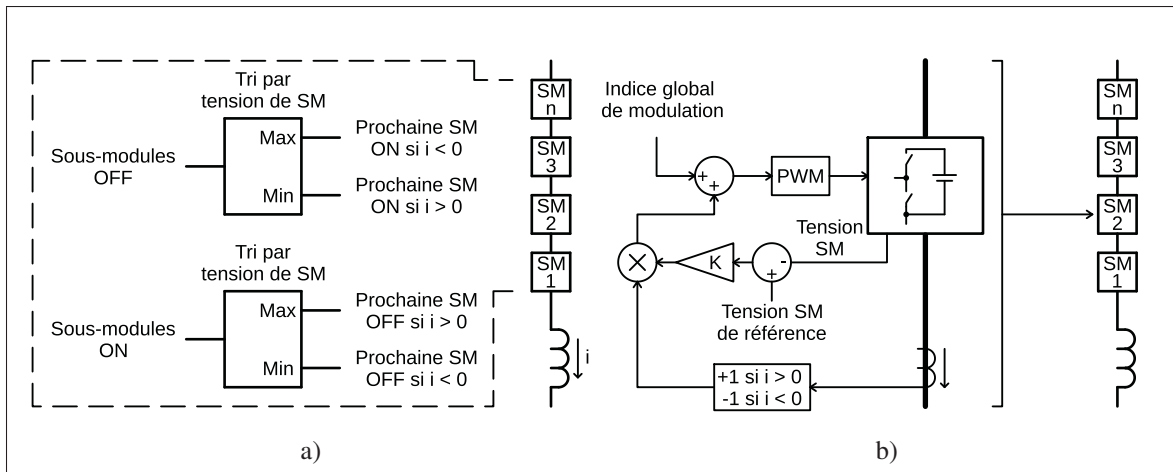 Tri par
tension de SM
Sous-modules
OFF
Max
Min
Prochaine SM
ON si i < 0
Prochaine SM
ON si i > 0
Tri par
tension de SM
Sous-modules
ON
Max
Min
Prochaine SM
OFF si i > 0
Prochaine SM
OFF si i < 0
SM
n
SM
3
SM
2
SM
1
i
a)
Indice global
de modulation
+
+
PWM
Tension
SM
K
-
+
Tension SM
de référence
+1 si i > 0
-1 si i < 0
SM
n
SM
3
SM
2
SM
1
b)